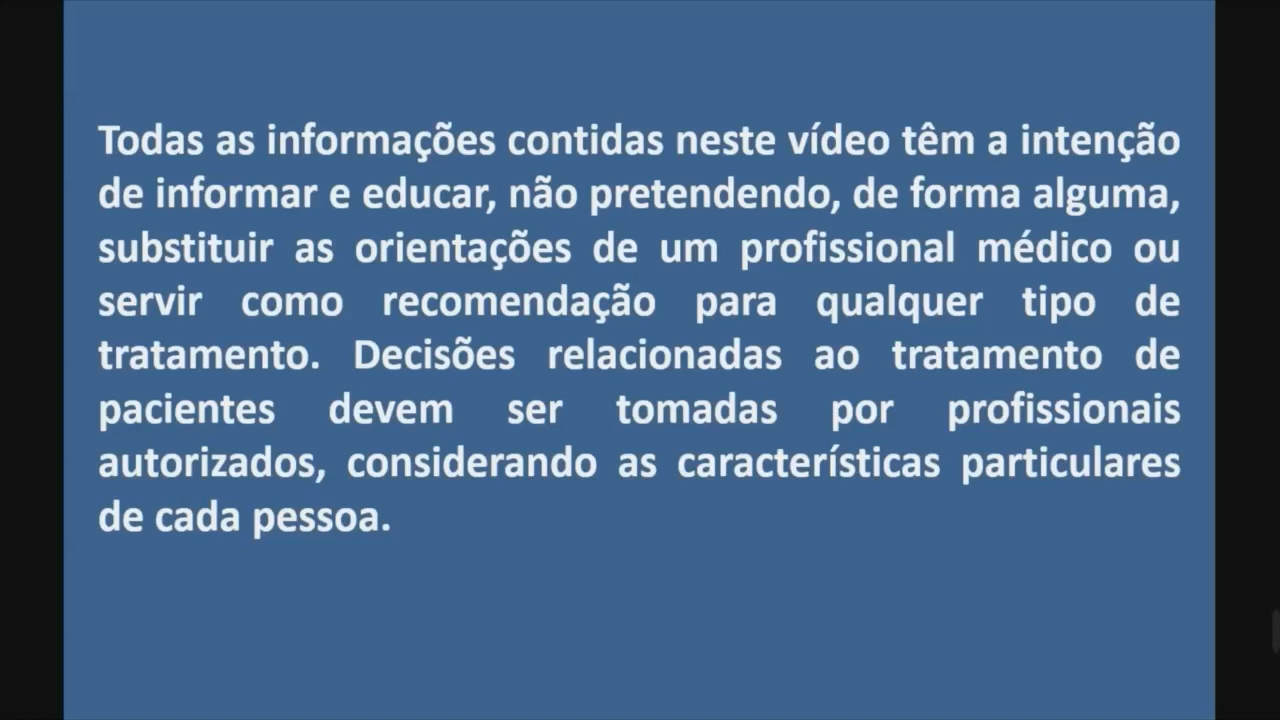 Todas as informações contidas neste vídeo têm a intenção
de informar e educar, não pretendendo, de forma alguma,
substituir as orientações de um profissional médico ou
servir como recomendação para qualquer tipo de
tratamento. Decisões relacionadas ao tratamento de
pacientes devem ser tomadas por profissionais
autorizados, considerando as características particulares
de cada pessoa.